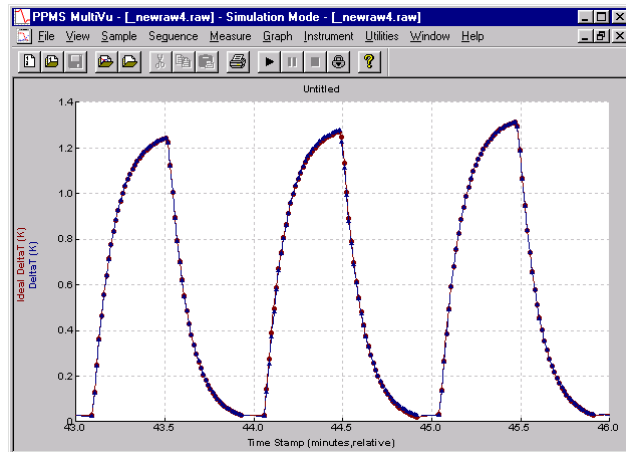 PPMS MultiVu - [_newraw4.raw] - Simulation Mode - [_newraw4.raw]
File View Sample Sequence Measure Graph Instrument Utilities Window Help
Untitled
1.4
1.2
1.0
0.8
0.6
0.4
0.2
0
Ideal DeltaT (K)
DeltaT (K)
43.0 43.5 44.0 44.5 45.0 45.5 46.0
Time Stamp (minutes,relative)